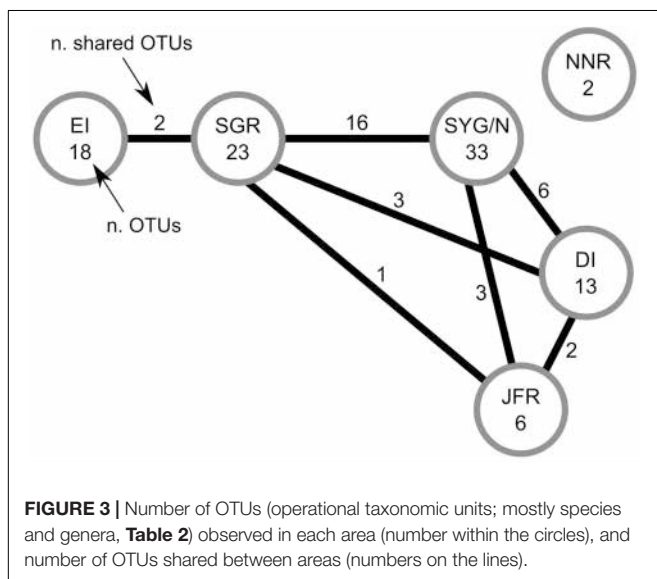 n. shared OTUs
NNR
2
EI
18
2
SGR
23
16
SYG/N
33
n. OTUs
3
6
DI
13
1
3
2
JFR
6
FIGURE 3 | Number of OTUs (operational taxonomic units; mostly species
and genera, Table 2) observed in each area (number within the circles), and
number of OTUs shared between areas (numbers on the lines).